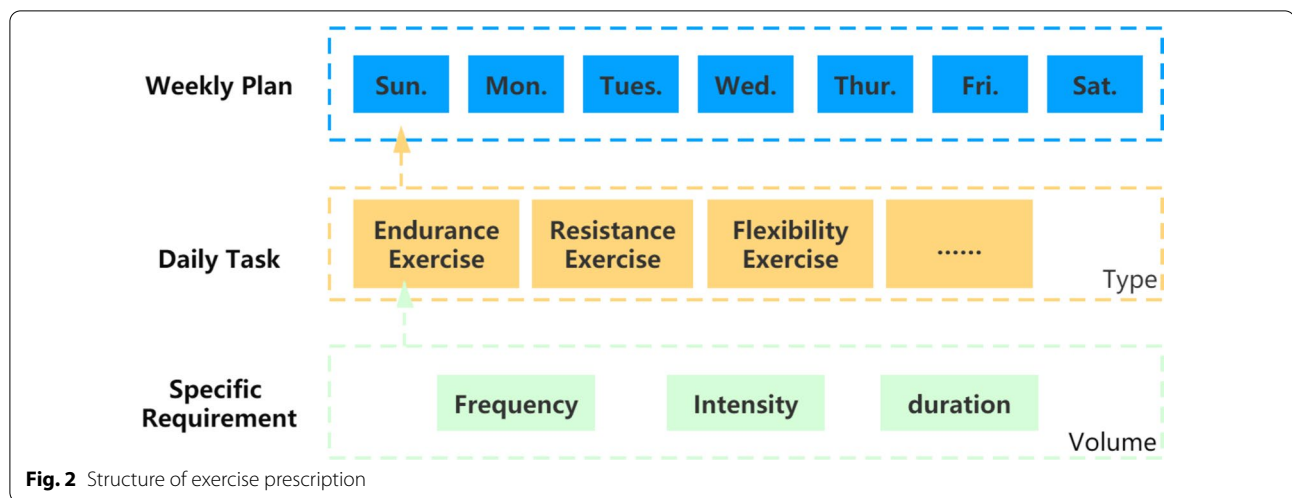 Weekly Plan
Sun.
Mon.
Tues.
Wed.
Thur.
Fri.
Sat.
Daily Task
Endurance
Exercise
Resistance
Exercise
Flexibility
Exercise
......
Type
Specific
Requirement
Frequency
Intensity
duration
Volume
Fig. 2 Structure of exercise prescription